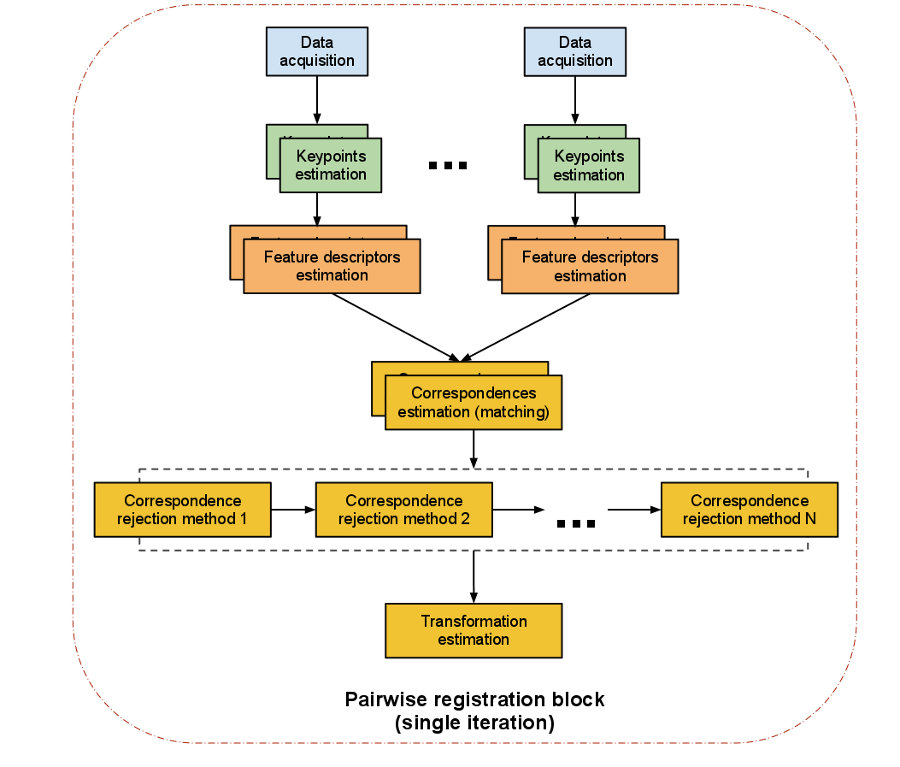 Data
acquisition
Data
acquisition
Keypoints
estimation
Keypoints
estimation
Feature descriptors
estimation
Feature descriptors
estimation
Correspondences
estimation (matching)
Correspondence
rejection method 1
Correspondence
rejection method 2
Correspondence
rejection method N
Transformation
estimation
Pairwise registration block
(single iteration)